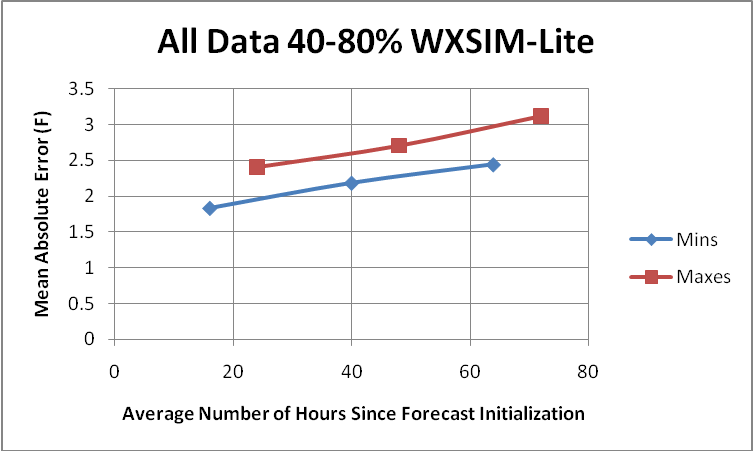 All Data 40-80% WXSIM-Lite
3.5
3
2.5
2
1.5
1
0.5
0
Mean Absolute Error (F)
0 20 40 60 80
Average Number of Hours Since Forecast Initialization
Mins
Maxes